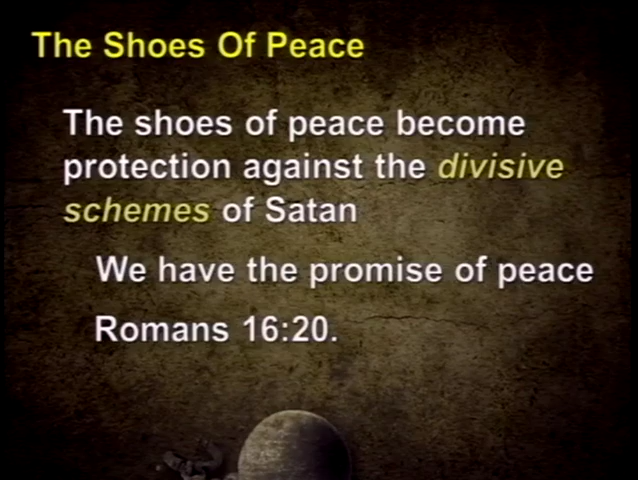 The Shoes Of Peace
The shoes of peace become
protection against the divisive
schemes of Satan
We have the promise of peace
Romans 16:20.